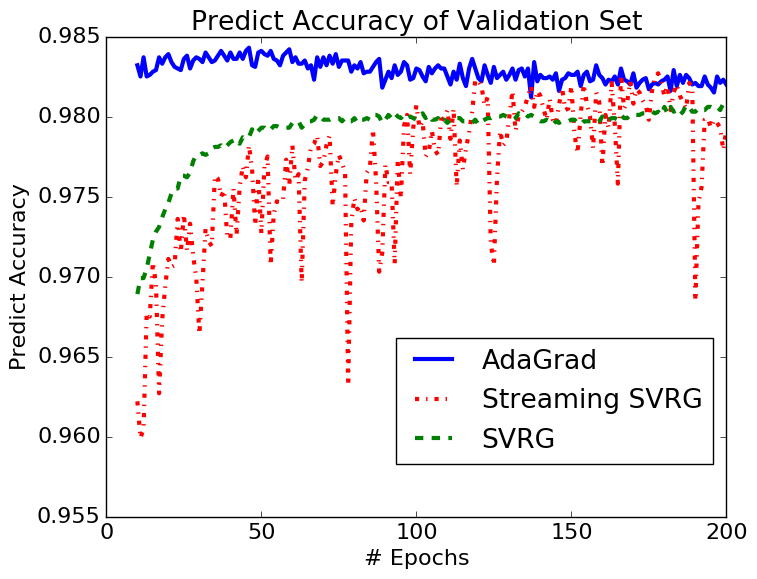 Predict Accuracy of Validation Set
0.985
0.980
0.975
0.970
0.965
0.960
0.955
Predict Accuracy
AdaGrad
Streaming SVRG
SVRG
0 50 100 150 200
# Epochs